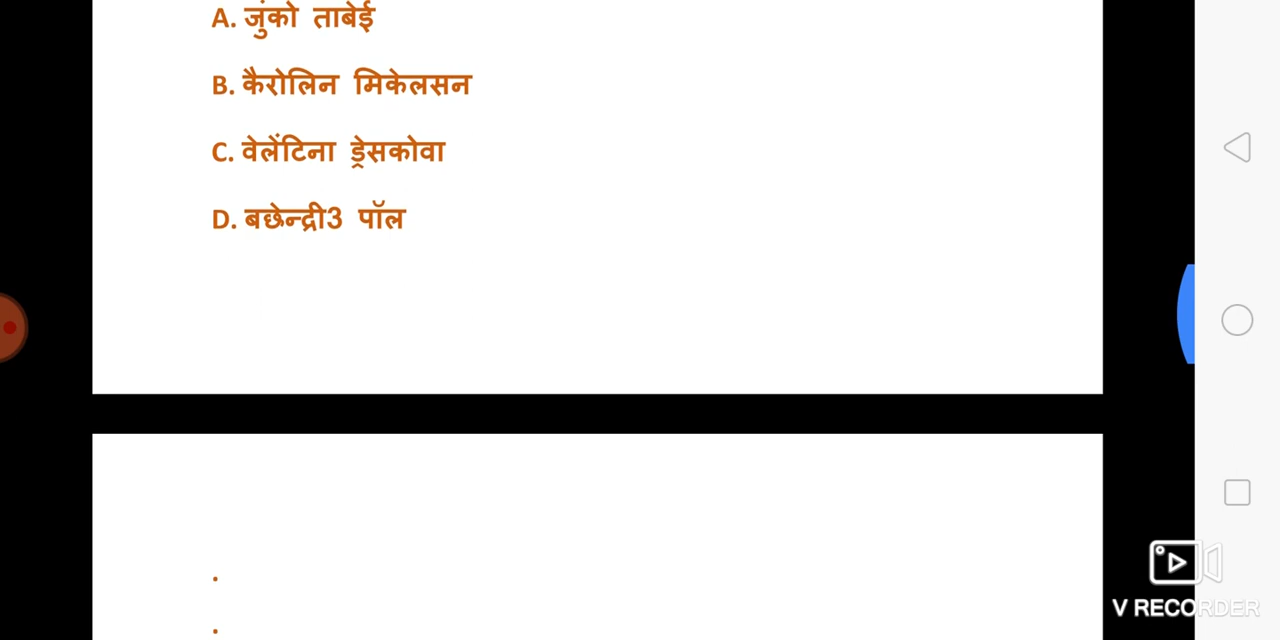 A. जुंको ताबेई
B. कैरोलिन मिकेलसन
C. वेलेंटिना ड्रेसकोवा
D. बछेन्द्री3 पॉल
.
.
V RECORDER